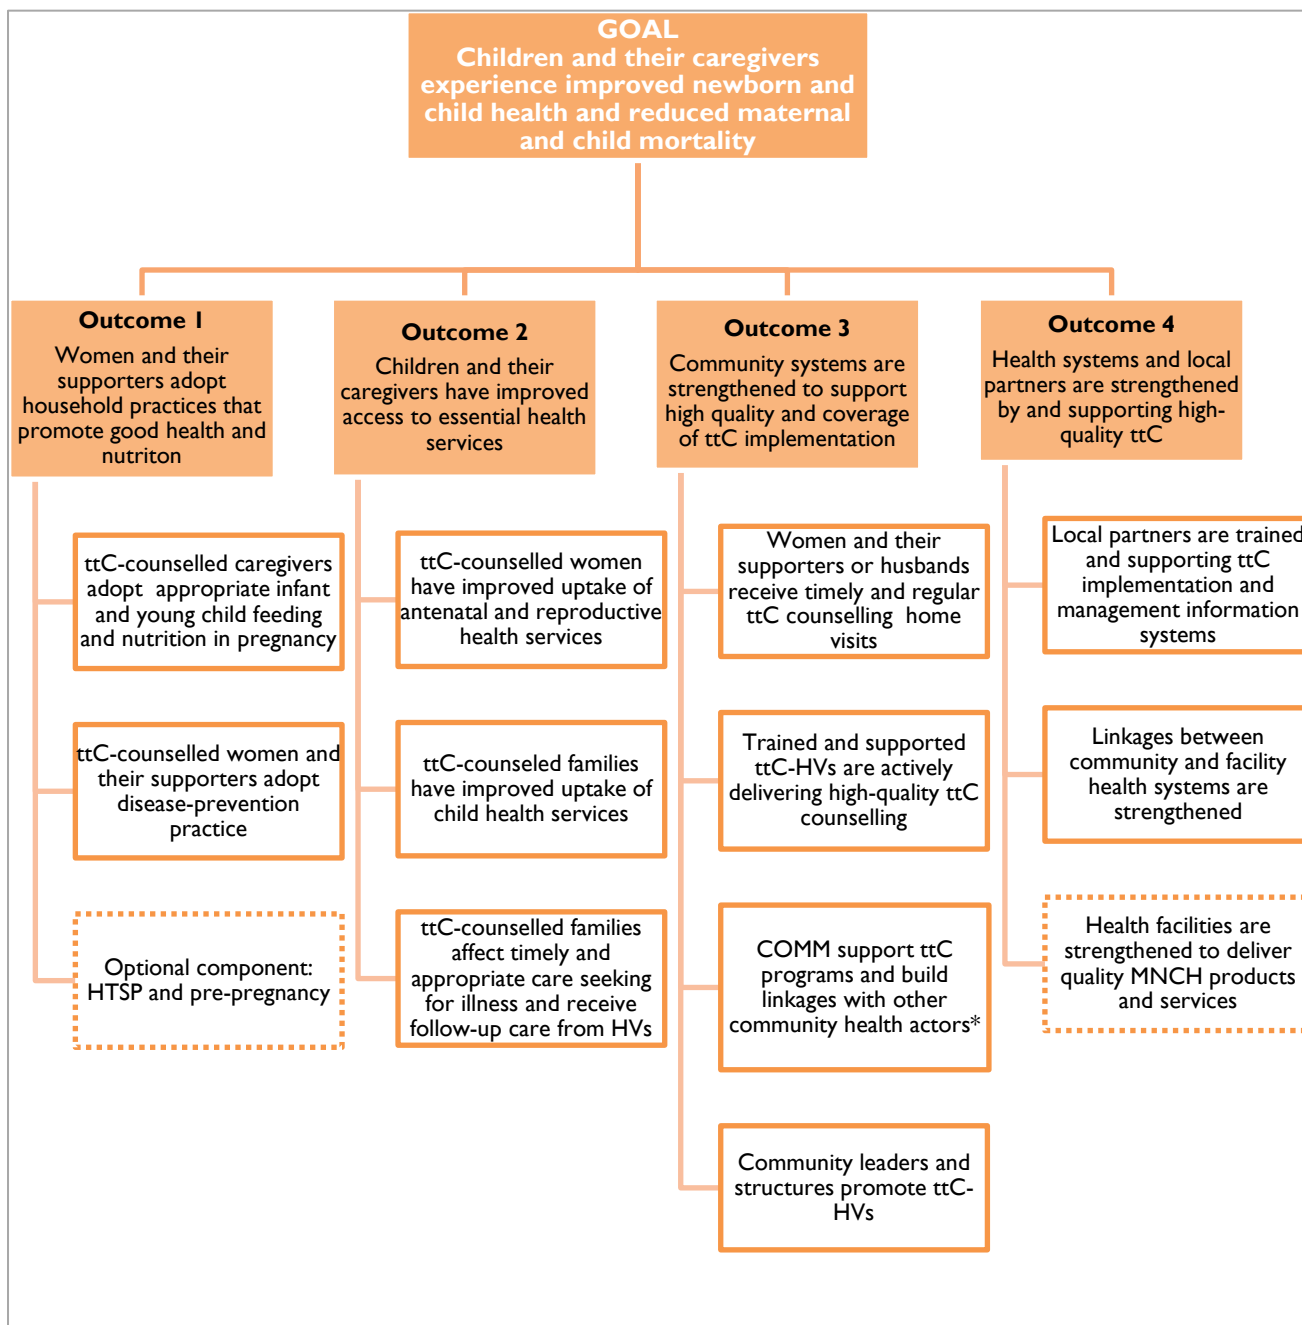 GOAL
Children and their caregivers
experience improved newborn and
child health and reduced maternal
and child mortality
Outcome 1
Women and their
supporters adopt
household practices that
promote good health and
nutriton
ttC-counselled caregivers
adopt appropriate infant
and young child feeding
and nutrition in pregnancy
ttC-counselled women and
their supporters adopt
disease-prevention
practice
Optional component:
HTSP and pre-pregnancy
Outcome 2
Children and their
caregivers have improved
access to essential health
services
ttC-counselled women
have improved uptake of
antenatal and reproductive
health services
ttC-counseled families
have improved uptake of
child health services
ttC-counselled families
affect timely and
appropriate care seeking
for illness and receive
follow-up care from HVs
Outcome 3
Community systems are
strengthened to support
high quality and coverage
of ttC implementation
Women and their
supporters or husbands
receive timely and regular
ttC counselling home
visits
Trained and supported
ttC-HVs are actively
delivering high-quality ttC
counselling
COMM support ttC
programs and build
linkages with other
community health actors*
Community leaders and
structures promote ttC-
HVs
Outcome 4
Health systems and local
partners are strengthened
by and supporting high-
quality ttC
Local partners are trained
and supporting ttC
implementation and
management information
systems
Linkages between
community and facility
health systems are
strengthened
Health facilities are
strengthened to deliver
quality MNCH products
and services